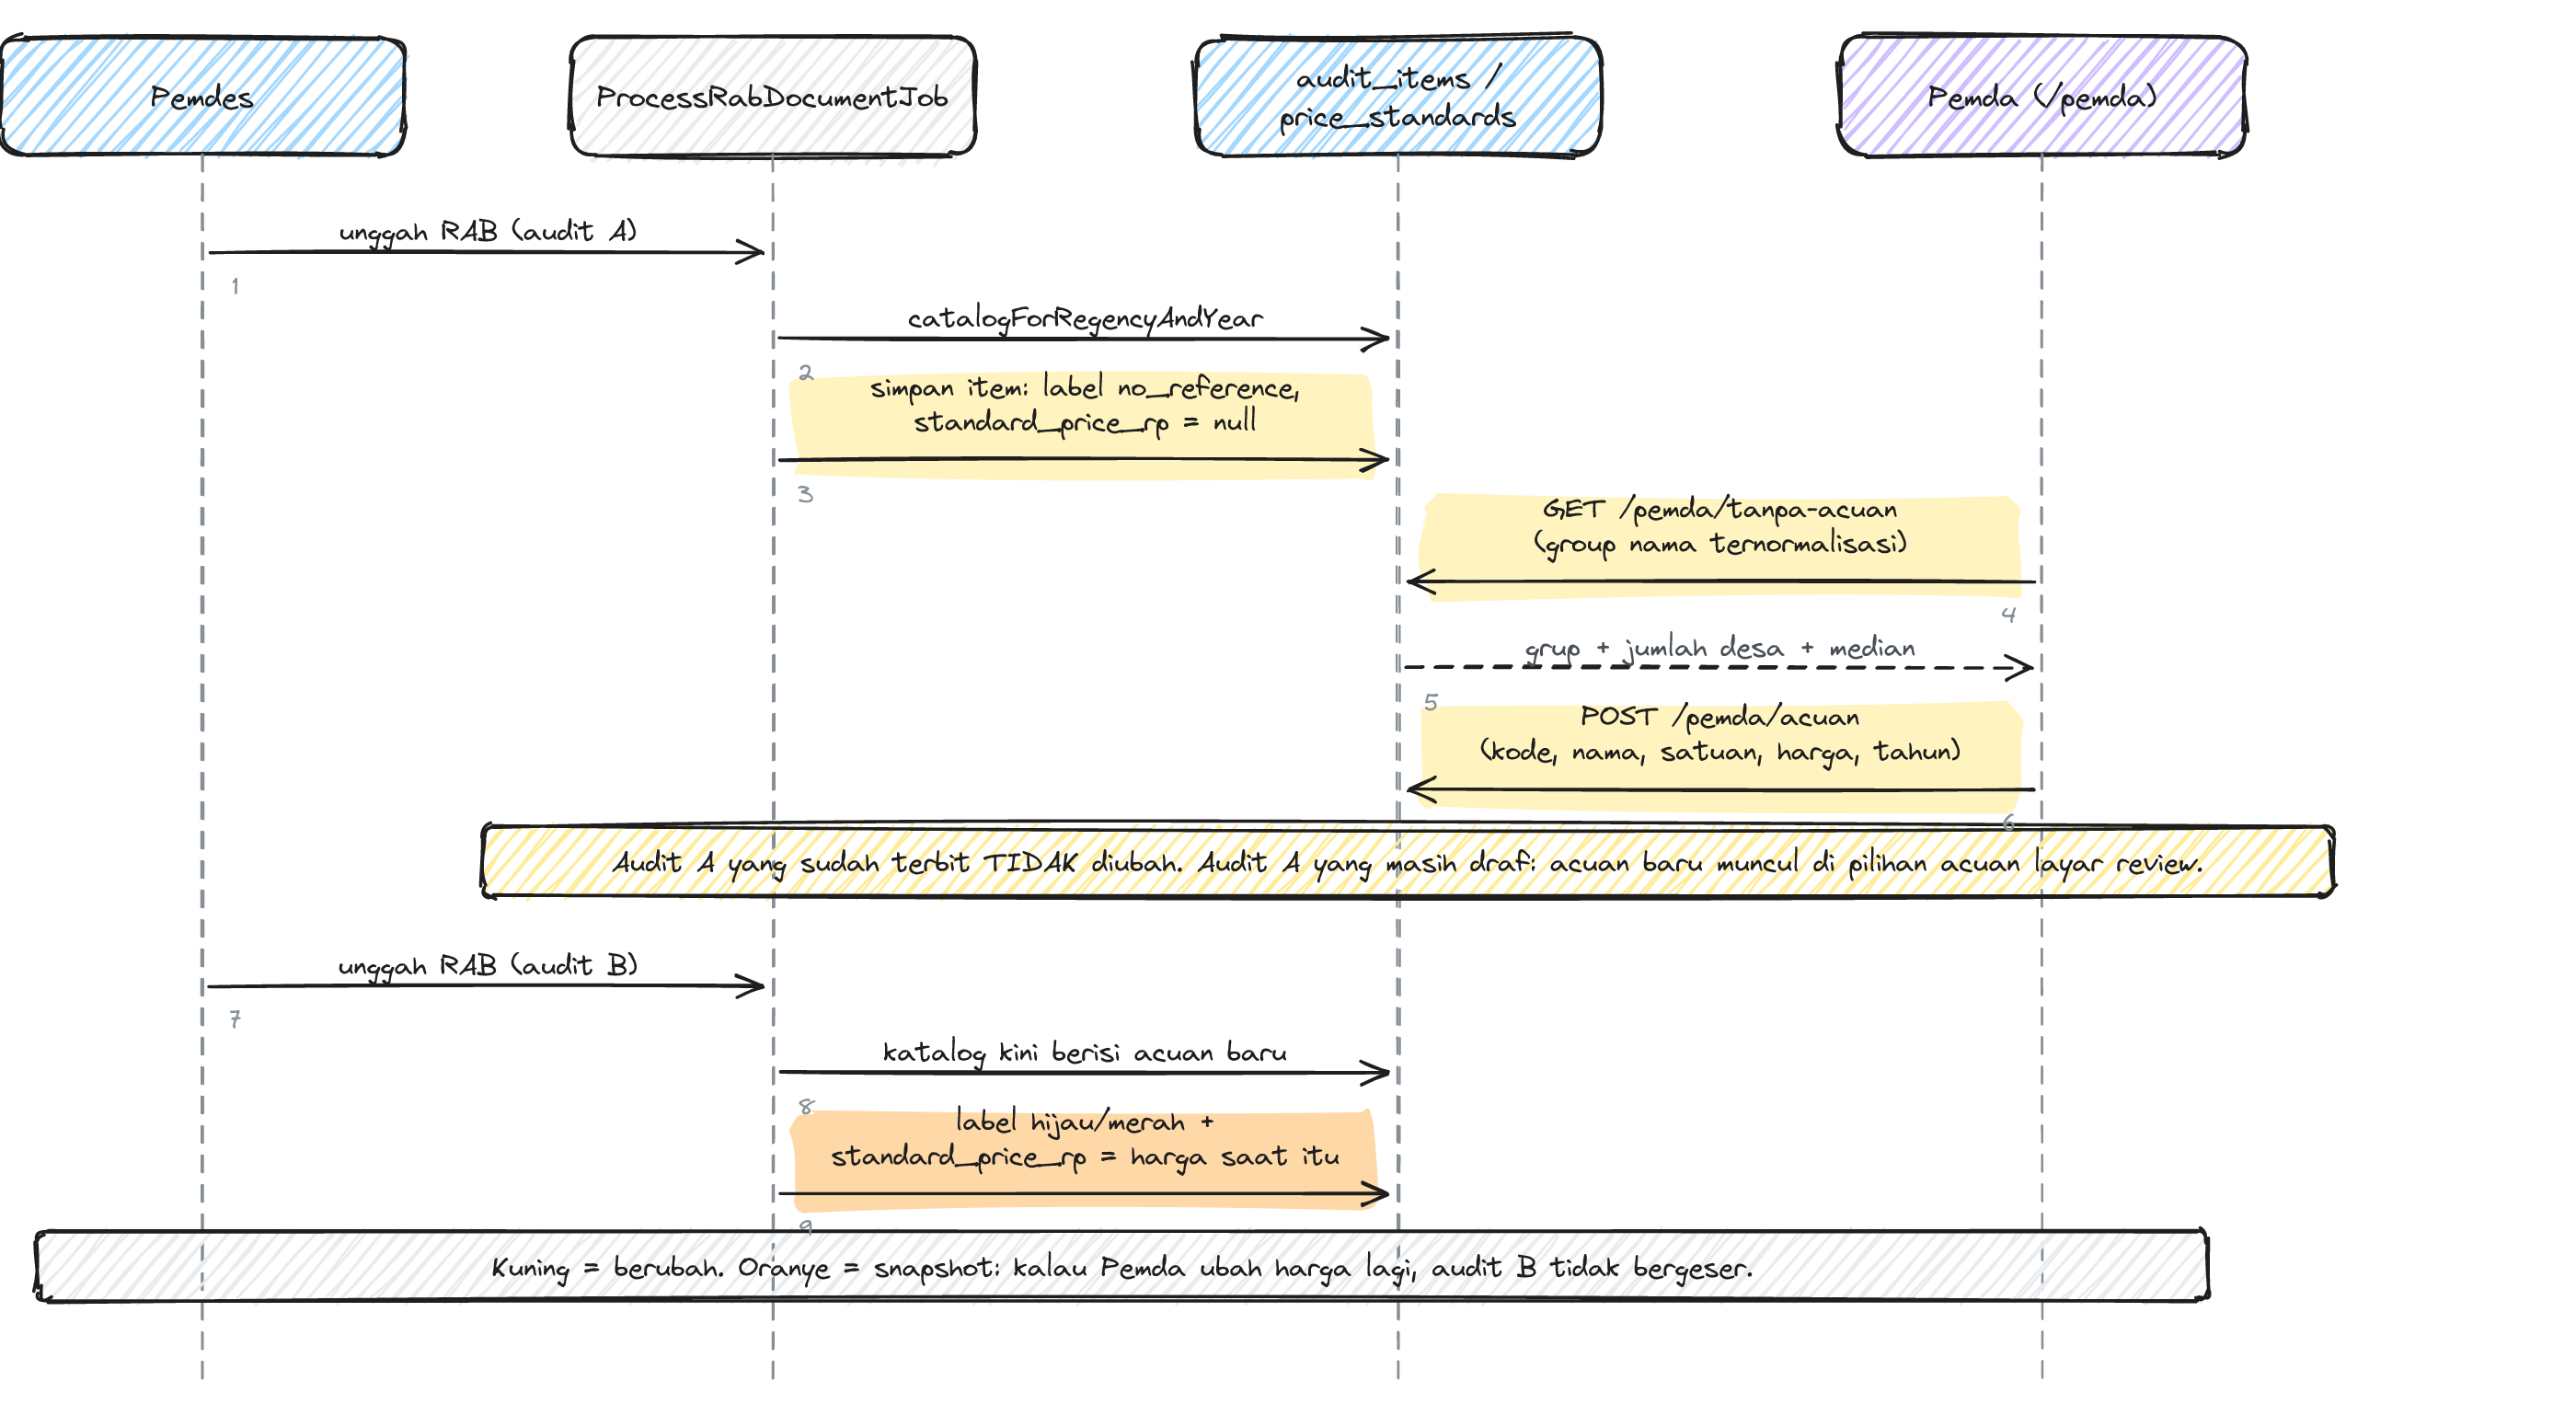 Pemdes
ProcessRabDocumentJob
audit_items /
price_standards
Pemda (/pemda)
unggah RAB (audit A)
1
catalogForRegencyAndYear
2
simpan item: label no_reference,
standard_price_rp = null
3
GET /pemda/tanpa-acuan
(group nama ternormalisasi)
4
grup + jumlah desa + median
5
POST /pemda/acuan
(kode, nama, satuan, harga, tahun)
6
Audit A yang sudah terbit TIDAK diubah. Audit A yang masih draf: acuan baru muncul di pilihan acuan layar review.
unggah RAB (audit B)
7
katalog kini berisi acuan baru
8
label hijau/merah +
standard_price_rp = harga saat itu
9
Kuning = berubah. Oranye = snapshot: kalau Pemda ubah harga lagi, audit B tidak bergeser.